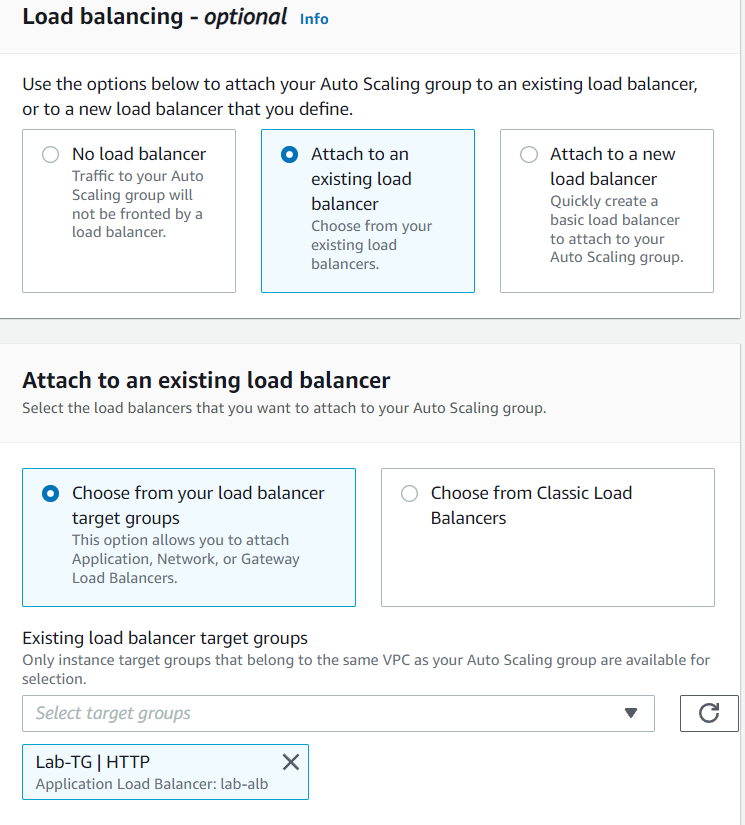 Load balancing - optional Info
Use the options below to attach your Auto Scaling group to an existing load balancer,
or to a new load balancer that you define.
No load balancer
Traffic to your Auto
Scaling group will
not be fronted by a
load balancer.
Attach to an
existing load
balancer
Choose from your
existing load
balancers.
Attach to a new
load balancer
Quickly create a
basic load balancer
to attach to your
Auto Scaling group.
Attach to an existing load balancer
Select the load balancers that you want to attach to your Auto Scaling group.
Choose from your load balancer
target groups
This option allows you to attach
Application, Network, or Gateway
Load Balancers.
Choose from Classic Load
Balancers
Existing load balancer target groups
Only instance target groups that belong to the same VPC as your Auto Scaling group are available for
selection.
Select target groups
Lab-TG | HTTP
Application Load Balancer: lab-alb